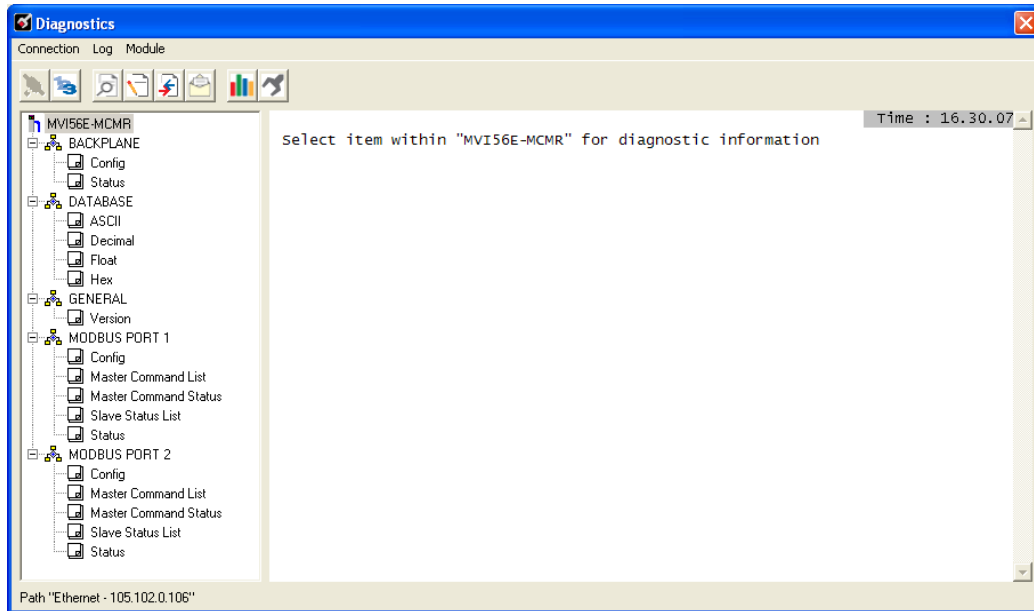 Diagnostics
Connection Log Module
MVI56E-MCMR
BACKPLANE
Config
Status
DATABASE
ASCII
Decimal
Float
Hex
GENERAL
Version
MODBUS PORT 1
Config
Master Command List
Master Command Status
Slave Status List
Status
MODBUS PORT 2
Config
Master Command List
Master Command Status
Slave Status List
Status
Time : 16.30.07
Select item within "MVI56E-MCMR" for diagnostic information
Path "Ethernet - 105.102.0.106"